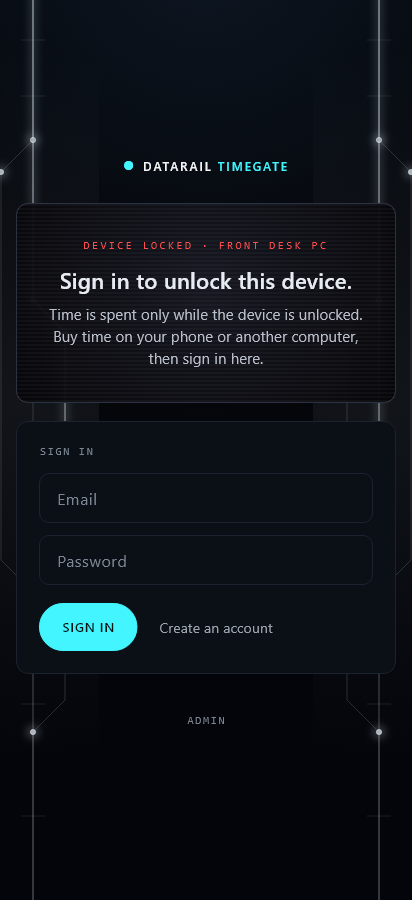 DATARAIL TIMEGATE
DEVICE LOCKED · FRONT DESK PC
Sign in to unlock this device.
Time is spent only while the device is unlocked.
Buy time on your phone or another computer,
then sign in here.
SIGN IN
Email
Password
SIGN IN
Create an account
ADMIN